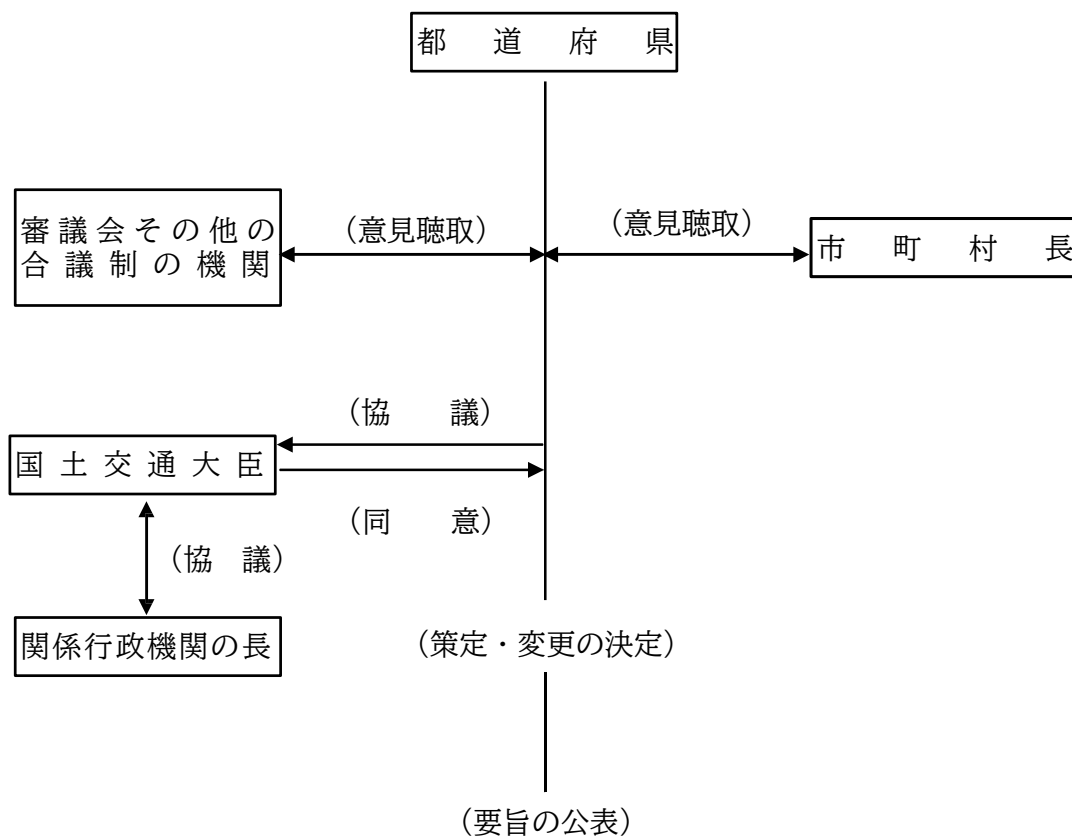 都道府県
審議会その他の
合議制の機関
（意見聴取）
（意見聴取）
市町村長
（協　議）
国土交通大臣
（同　意）
（協　議）
関係行政機関の長
（策定・変更の決定）
（要旨の公表）